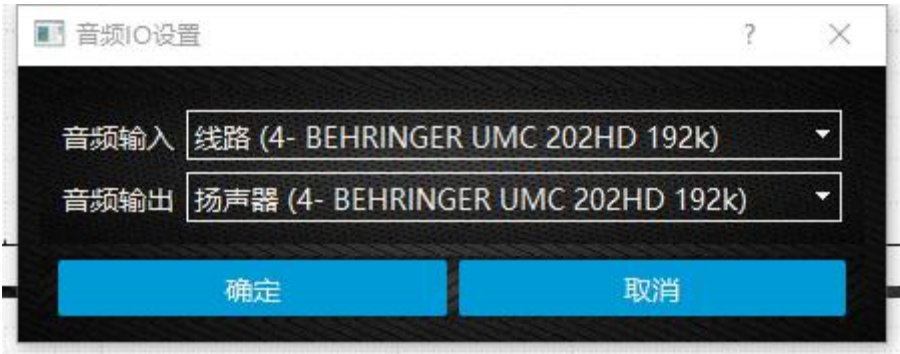 音频IO设置
音频输入 线路 (4- BEHRINGER UMC 202HD 192k)
音频输出 扬声器 (4- BEHRINGER UMC 202HD 192k)
确定 取消